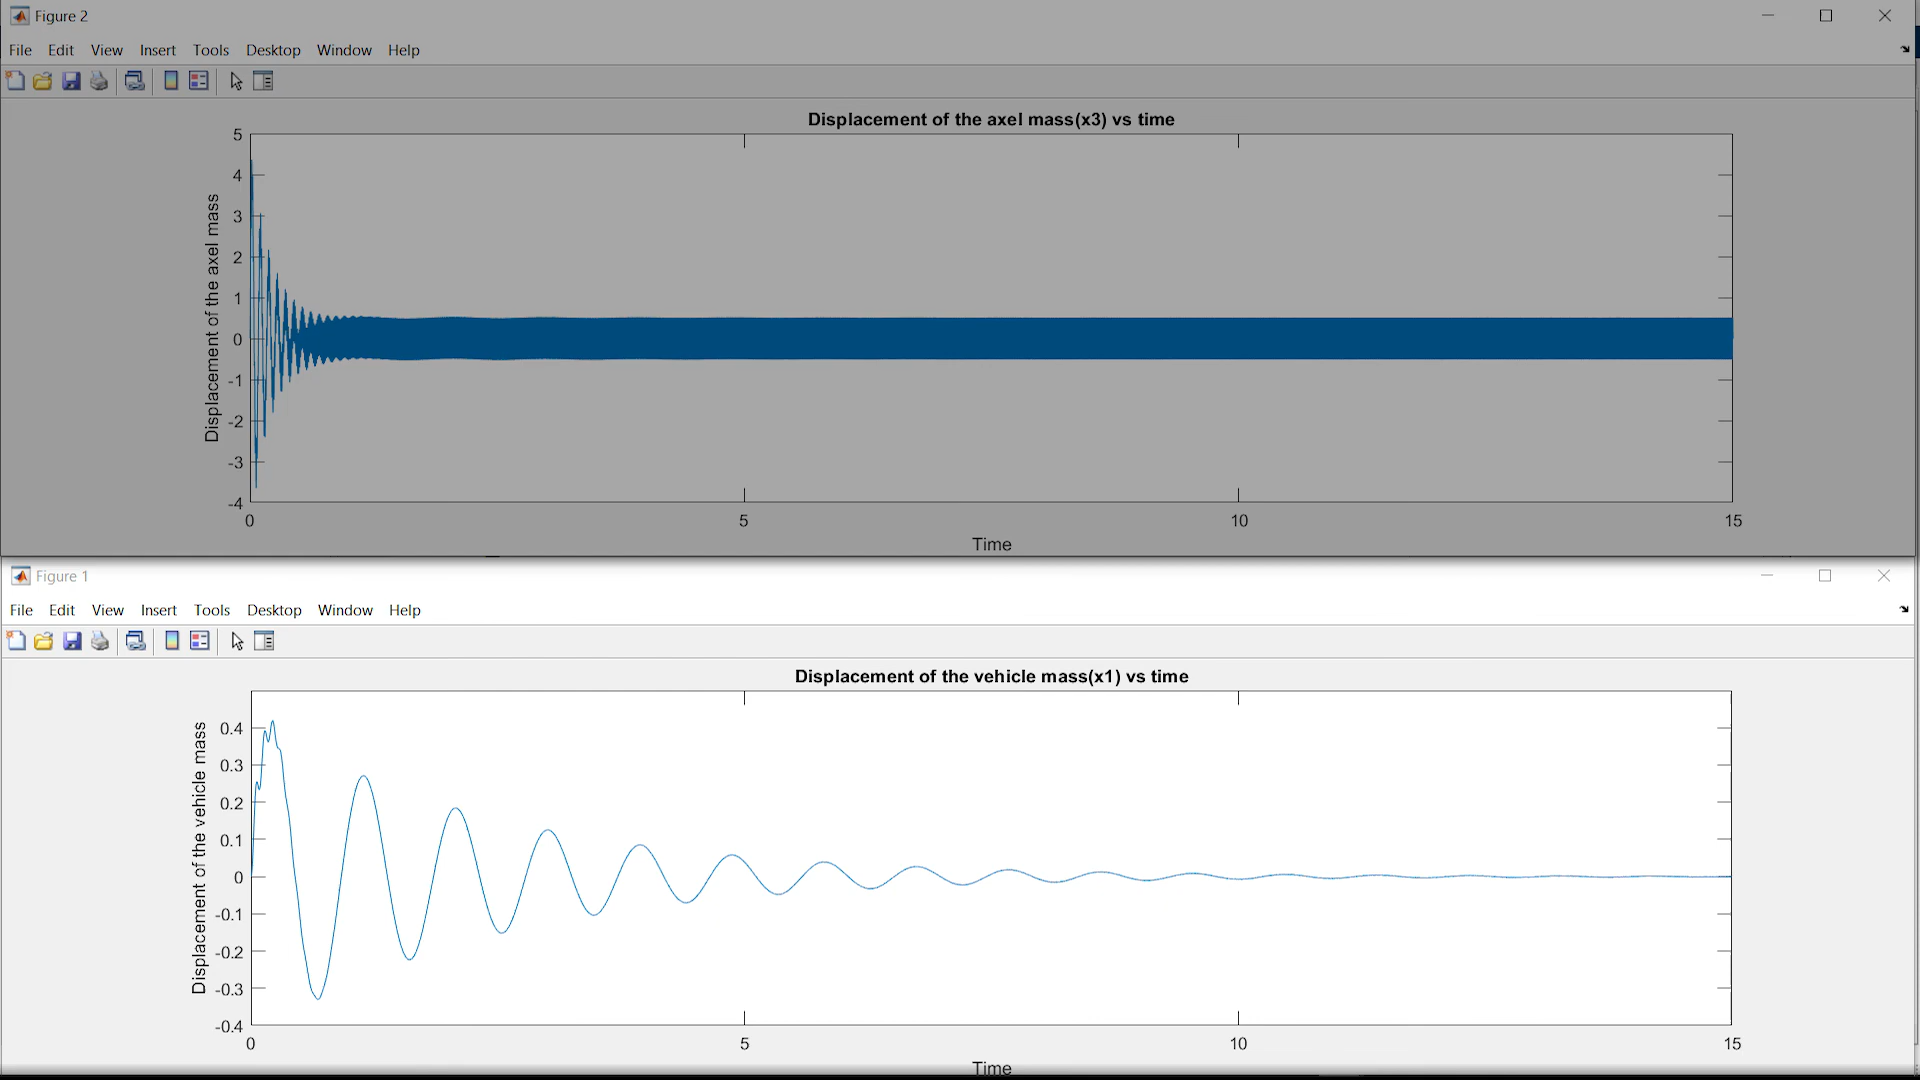 Figure 2
File Edit View Insert Tools Desktop Window Help
Displacement of the axel mass(x3) vs time
Displacement of the axel mass
5
4
3
2
1
0
-1
-2
-3
-4
0 5 10 15
Time
Figure 1
File Edit View Insert Tools Desktop Window Help
Displacement of the vehicle mass(x1) vs time
Displacement of the vehicle mass
0.4
0.3
0.2
0.1
0
-0.1
-0.2
-0.3
-0.4
0 5 10 15
Time